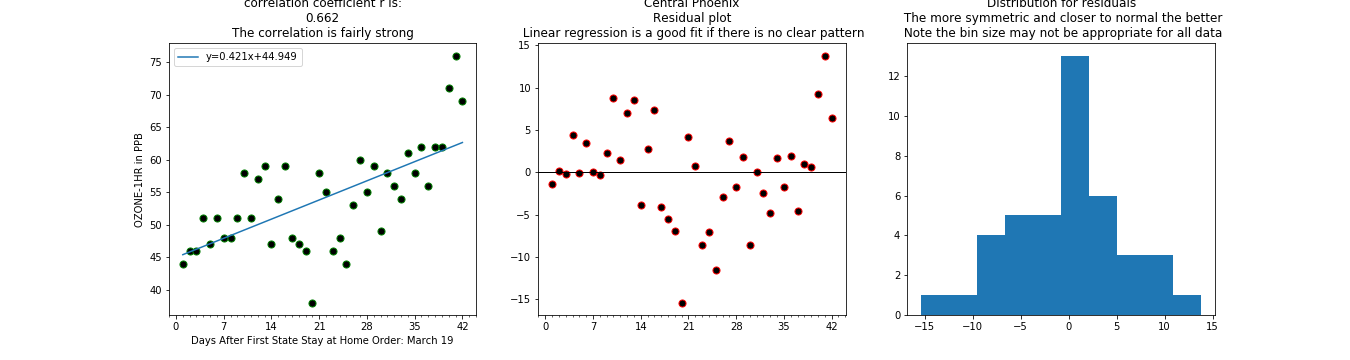 correlation coefficient r is:
0.662
The correlation is fairly strong
y=0.421x+44.949
75
70
65
60
55
50
45
40
OZONE-1HR in PPB
0 7 14 21 28 35 42
Days After First State Stay at Home Order: March 19
Central Phoenix
Residual plot
Linear regression is a good fit if there is no clear pattern
15
10
5
0
−5
−10
−15
0 7 14 21 28 35 42
Distribution for residuals
The more symmetric and closer to normal the better
Note the bin size may not be appropriate for all data
12
10
8
6
4
2
0
−15 −10 −5 0 5 10 15